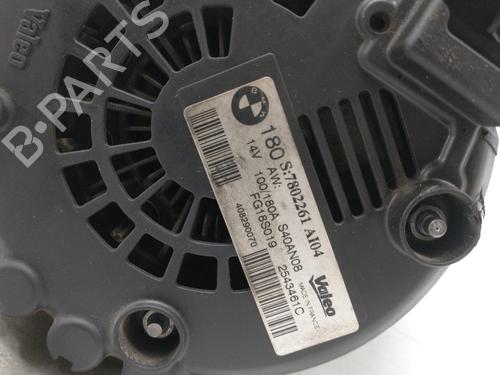 Valeo
B-PARTS
180 S:7802261 AI04
14V AW:
100/180A S40AN08
FG18S019 2543461C
408290070
Valeo
MADE IN FRANCE